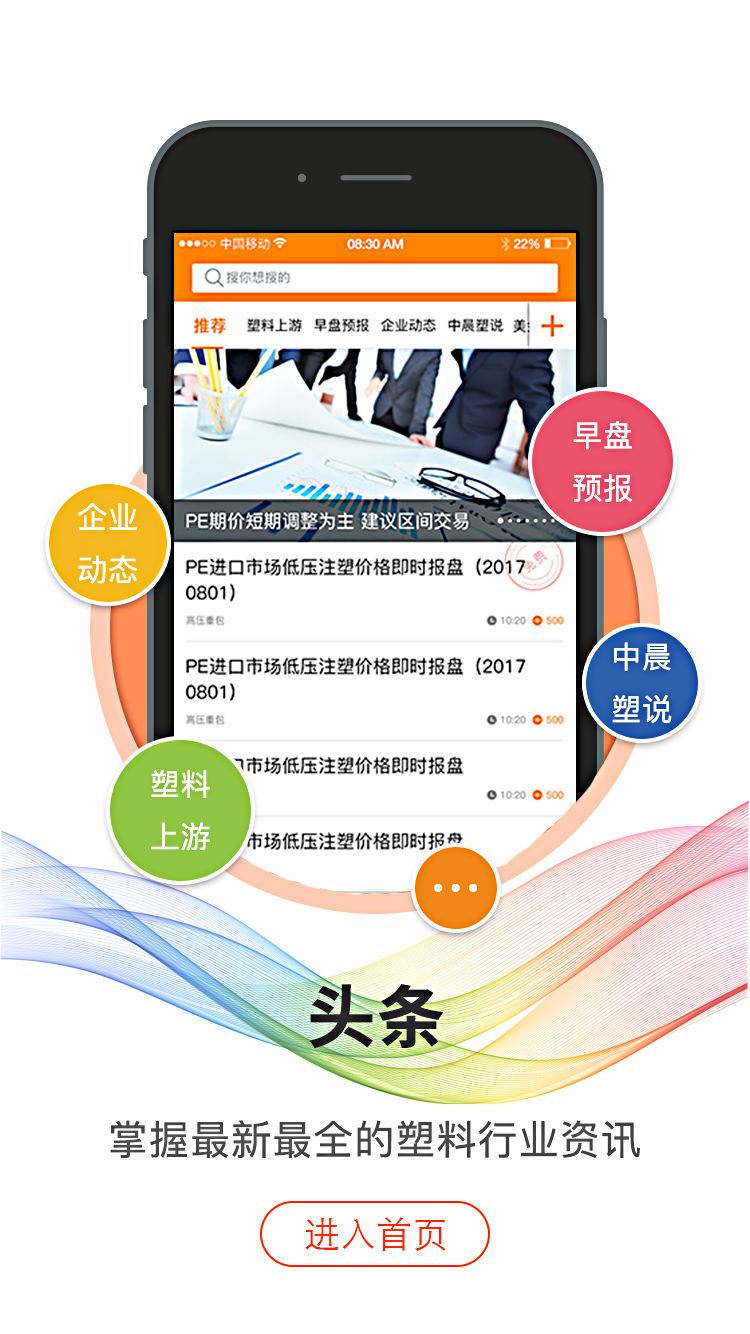 中国移动
08:30 AM
22%
搜你想搜的
推荐 塑料上游 早盘预报 企业动态 中晨塑说 美
早盘
预报
企业
动态
PE期价短期调整为主 建议区间交易
免费
PE进口市场低压注塑价格即时报盘（2017
0801）
高压重包 10:20 500
中晨
塑说
PE进口市场低压注塑价格即时报盘（2017
0801）
高压重包 10:20 500
塑料
上游
口市场低压注塑价格即时报盘
10:20 500
市场低压注塑价格即时报盘
头条
掌握最新最全的塑料行业资讯
进入首页